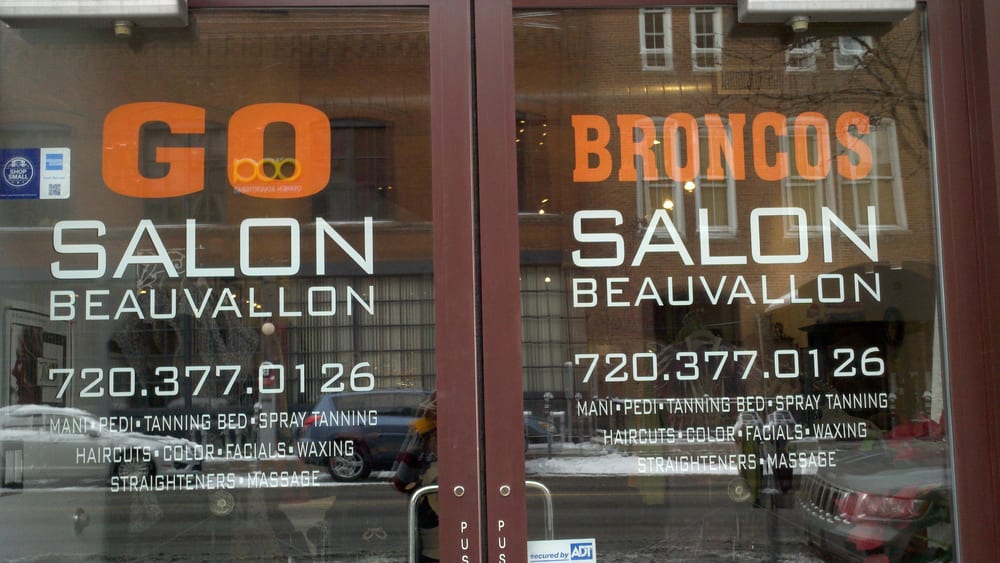 GO
SHOP SMALL
SALON
BEAUVALLON
720.377.0126
MANI▪PEDI▪TANNING BED▪SPRAY TANNING
HAIRCUTS▪COLOR▪FACIALS▪WAXING
STRAIGHTENERS▪MASSAGE
PUS
BRONCOS
SALON
BEAUVALLON
720.377.0126
MANI▪PEDI▪TANNING BED▪SPRAY TANNING
HAIRCUTS▪COLOR▪FACIALS▪WAXING
STRAIGHTENERS▪MASSAGE
PUS
Secured by ADT